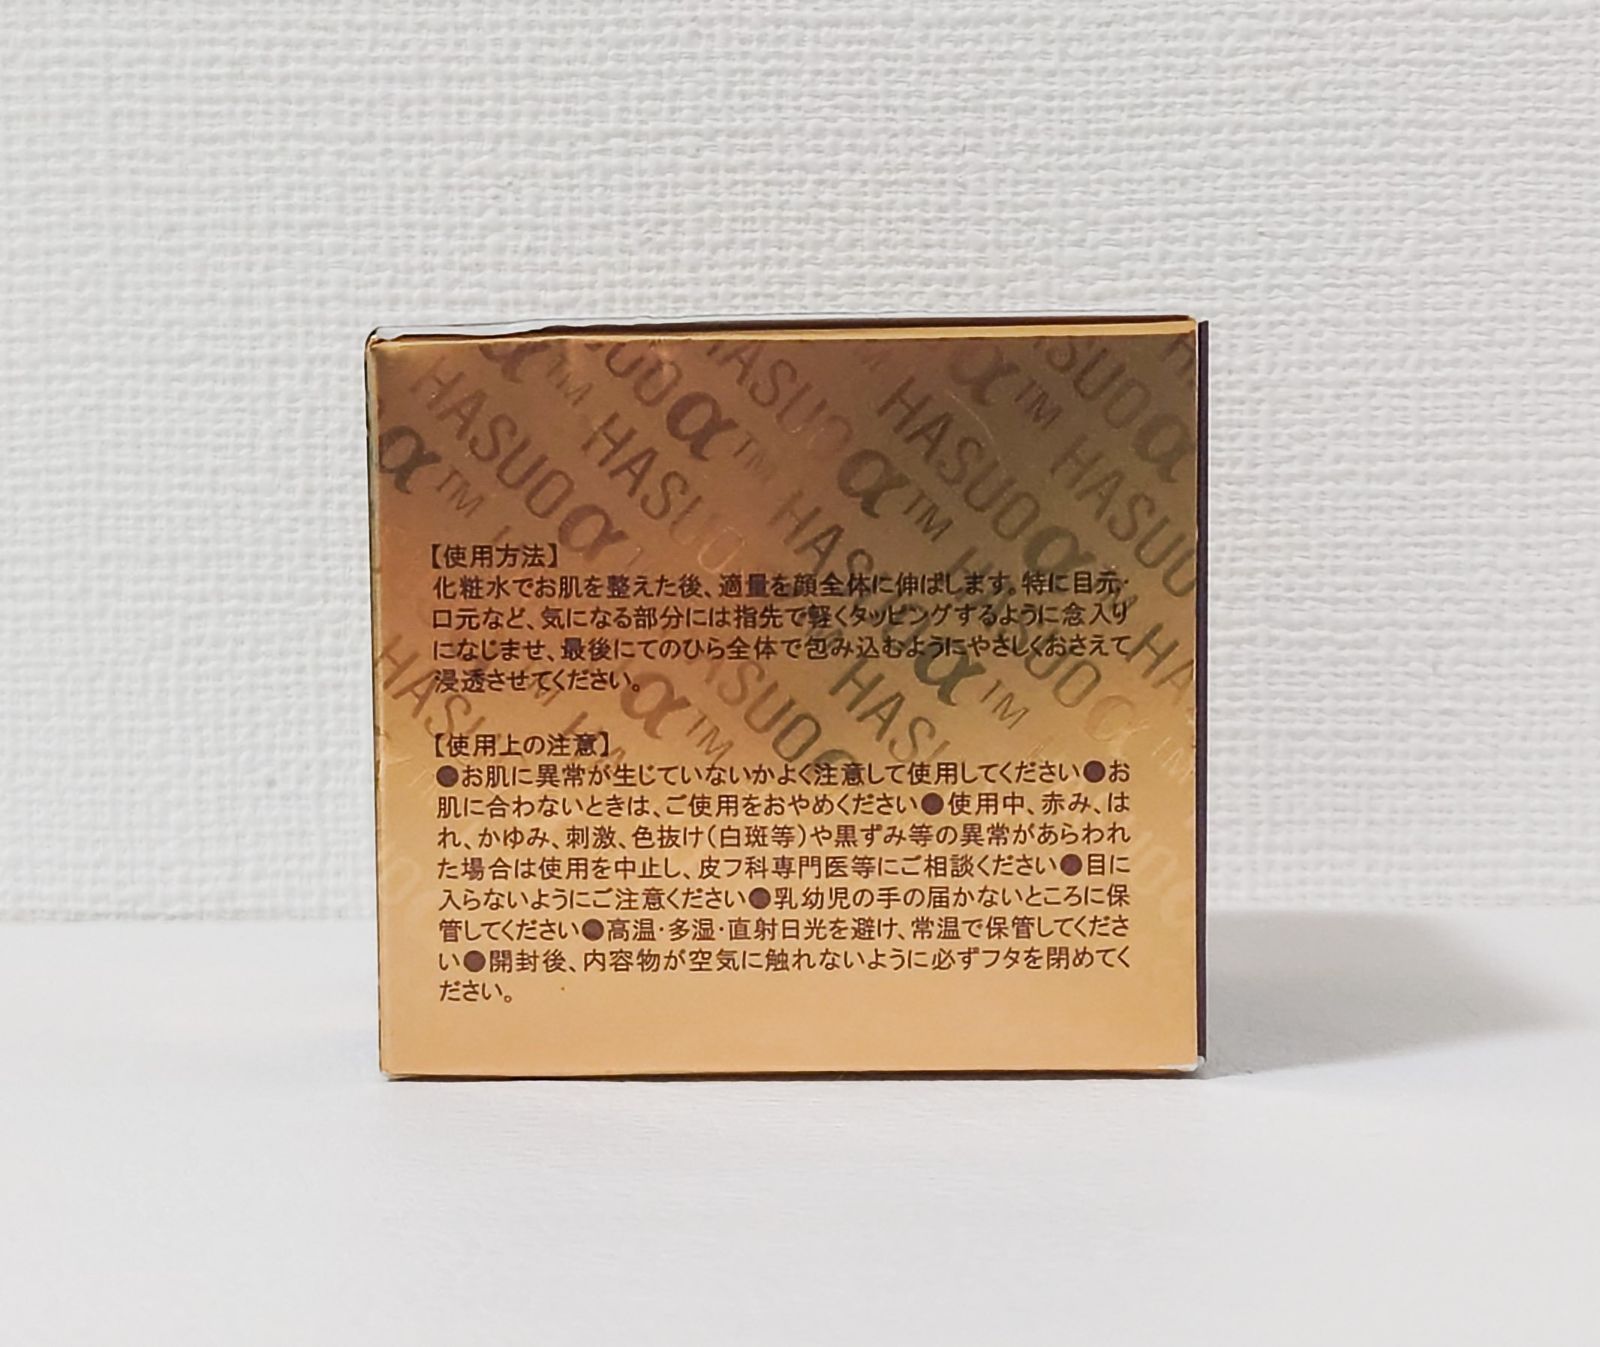 HASUOα™
【使用方法】
化粧水でお肌を整えた後、適量を顔全体に伸ばします。特に目元・
口元など、気になる部分には指先で軽くタッピングするように念入り
になじませ、最後にてのひら全体で包み込むようにやさしくおさえて
浸透させてください。
【使用上の注意】
●お肌に異常が生じていないかよく注意して使用してください●お
肌に合わないときは、ご使用をおやめください●使用中、赤み、は
れ、かゆみ、刺激、色抜け(白斑等)や黒ずみ等の異常があらわれ
た場合は使用を中止し、皮フ科専門医等にご相談ください●目に
入らないようにご注意ください●乳幼児の手の届かないところに保
管してください●高温・多湿・直射日光を避け、常温で保管してくださ
い●開封後、内容物が空気に触れないように必ずフタを閉めてく
ださい。